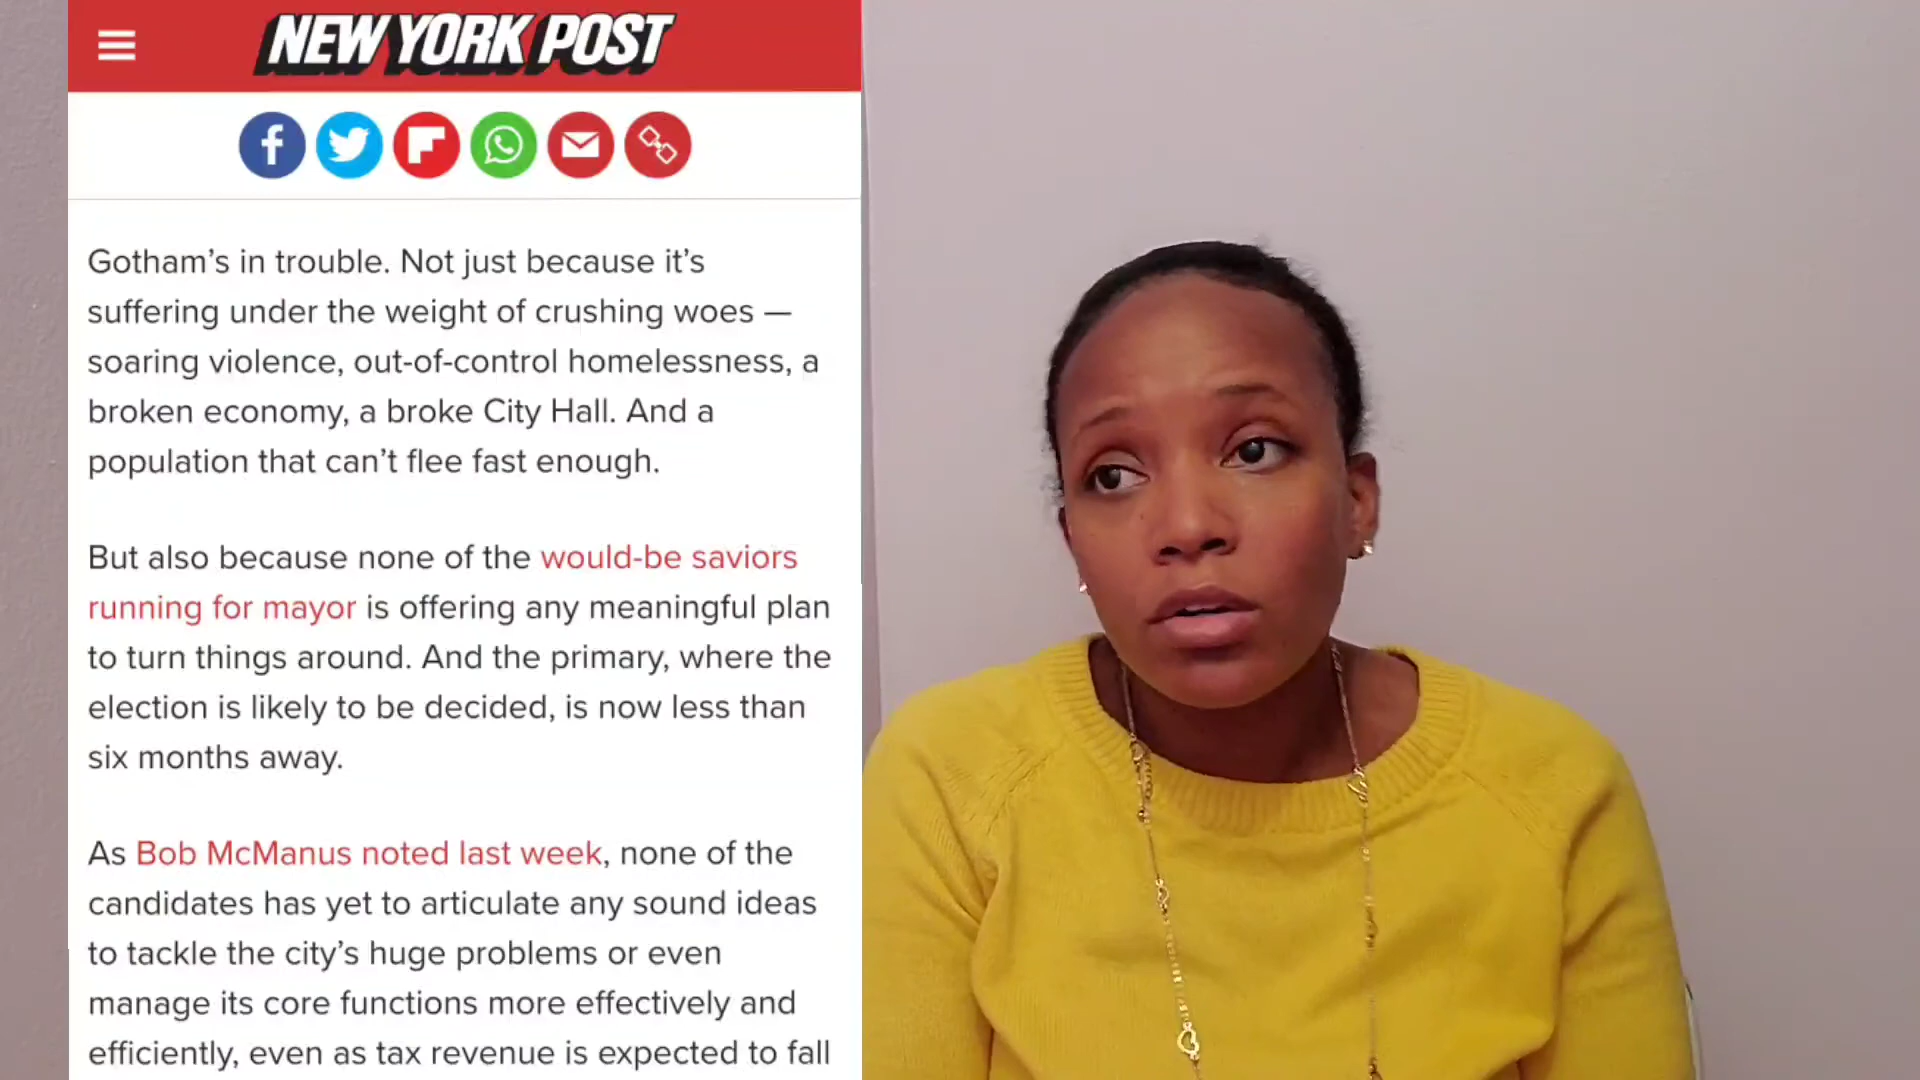 NEW YORK POST
Gotham’s in trouble. Not just because it’s
suffering under the weight of crushing woes —
soaring violence, out-of-control homelessness, a
broken economy, a broke City Hall. And a
population that can’t flee fast enough.
But also because none of the would-be saviors
running for mayor is offering any meaningful plan
to turn things around. And the primary, where the
election is likely to be decided, is now less than
six months away.
As Bob McManus noted last week, none of the
candidates has yet to articulate any sound ideas
to tackle the city’s huge problems or even
manage its core functions more effectively and
efficiently, even as tax revenue is expected to fall